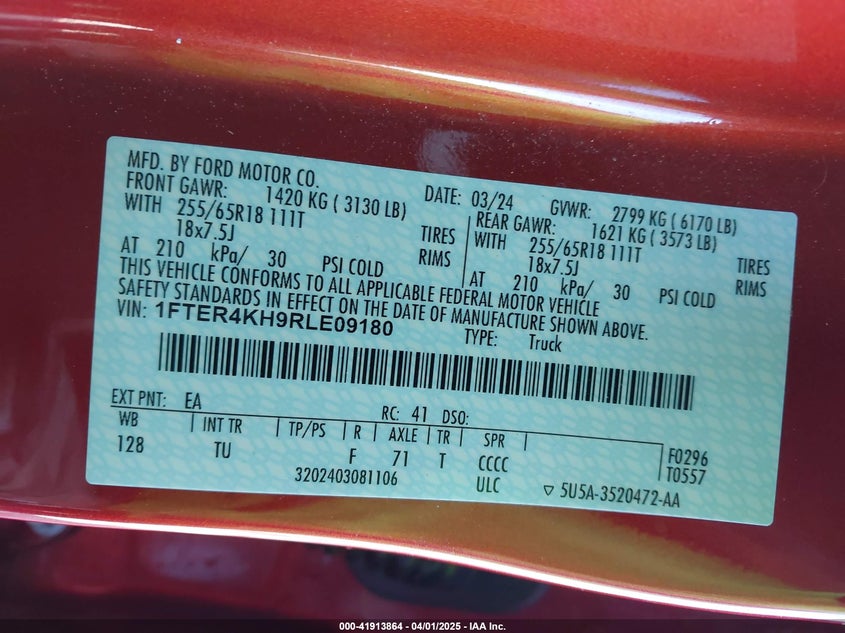 MFD. BY FORD MOTOR CO.
DATE: 03/24 GVWR: 2799 KG ( 6170 LB)
FRONT GAWR: 1420 KG ( 3130 LB)
WITH 255/65R18 111T TIRES
18x7.5J RIMS
AT 210 kPa/ 30 PSI COLD
REAR GAWR: 1621 KG ( 3573 LB)
WITH 255/65R18 111T TIRES
18x7.5J RIMS
AT 210 kPa/ 30 PSI COLD
THIS VEHICLE CONFORMS TO ALL APPLICABLE FEDERAL MOTOR VEHICLE
SAFETY STANDARDS IN EFFECT ON THE DATE OF MANUFACTURE SHOWN ABOVE.
VIN: 1FTER4KH9RLE09180 TYPE: Truck
EXT PNT: EA RC: 41 DSO:
WB INT TR TP/PS R AXLE TR SPR
128 TU F 71 T CCCC
ULC
F0296
T0557
3202403081106
▽ 5U5A-3520472-AA
000-41913864 - 04/01/2025 - IAA Inc.